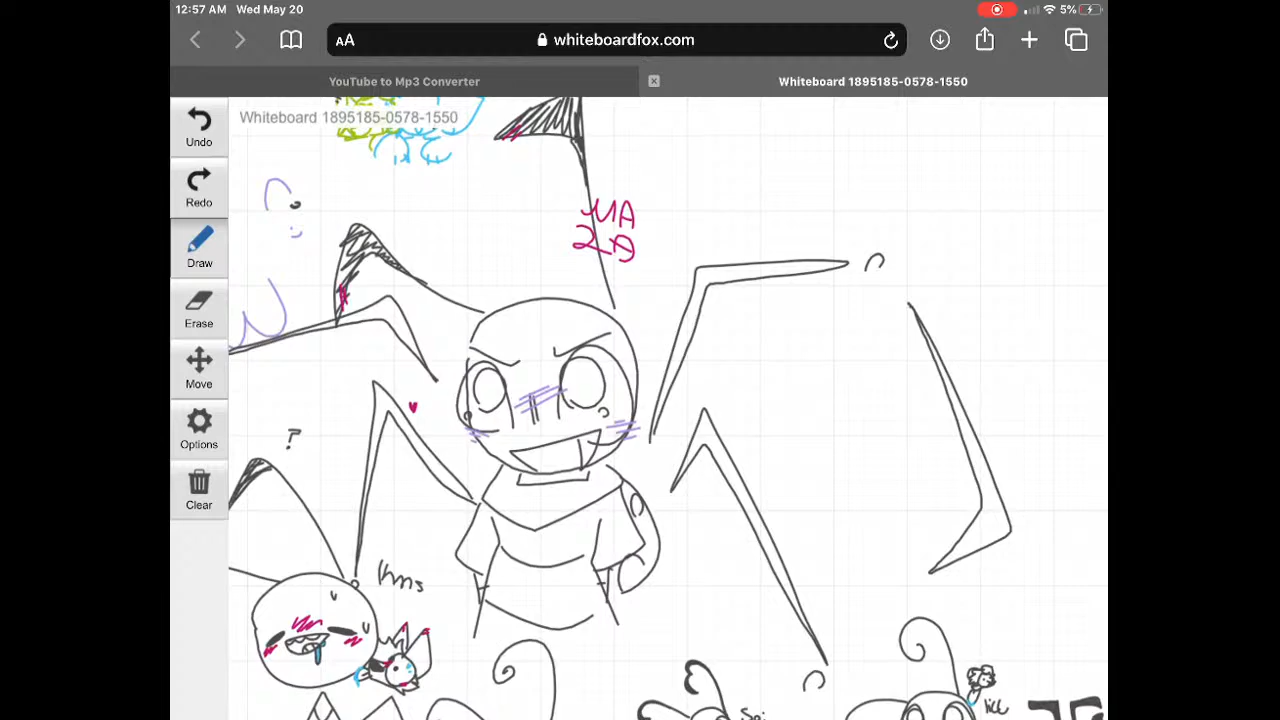 12:57 AM Wed May 20
5%
AA
whiteboardfox.com
YouTube to Mp3 Converter
Whiteboard 1895185-0578-1550
Whiteboard 1895185-0578-1550
Undo
Redo
Draw
Erase
Move
Options
Clear
?